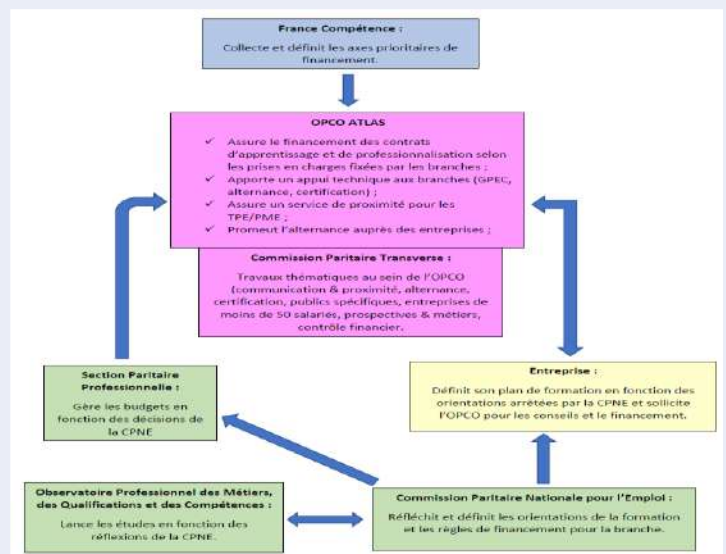 France Compétence :
Collecte et définit les axes prioritaires de
financement.
OPCO ATLAS
✓ Assure le financement des contrats
d'apprentissage et de professionnalisation selon
les prises en charges fixées par les branches ;
✓ Apporte un appui technique aux branches (GPEC,
alternance, certification) ;
✓ Assure un service de proximité pour les
TPE/PME ;
✓ Promeut l'alternance auprès des entreprises ;
Commission Paritaire Transverse :
Travaux thématiques au sein de l'OPCO
(communication & proximité, alternance,
certification, publics spécifiques, entreprises de
moins de 50 salariés, prospectives & métiers,
contrôle financier.
Section Paritaire
Professionnelle :
Gère les budgets en
fonction des décisions de
la CPNE
Entreprise :
Définit son plan de formation en fonction des
orientations arrêtées par la CPNE et sollicite
l'OPCO pour les conseils et le financement.
Observatoire Professionnel des Métiers,
des Qualifications et des Compétences :
Lance les études en fonction des
réflexions de la CPNE.
Commission Paritaire Nationale pour l'Emploi :
Réfléchit et définit les orientations de la formation
et les règles de financement pour la branche.